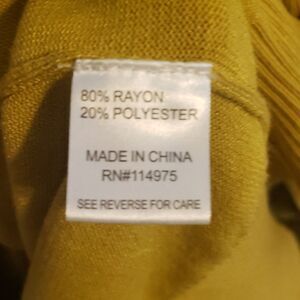 80% RAYON
20% POLYESTER
MADE IN CHINA
RN#114975
SEE REVERSE FOR CARE